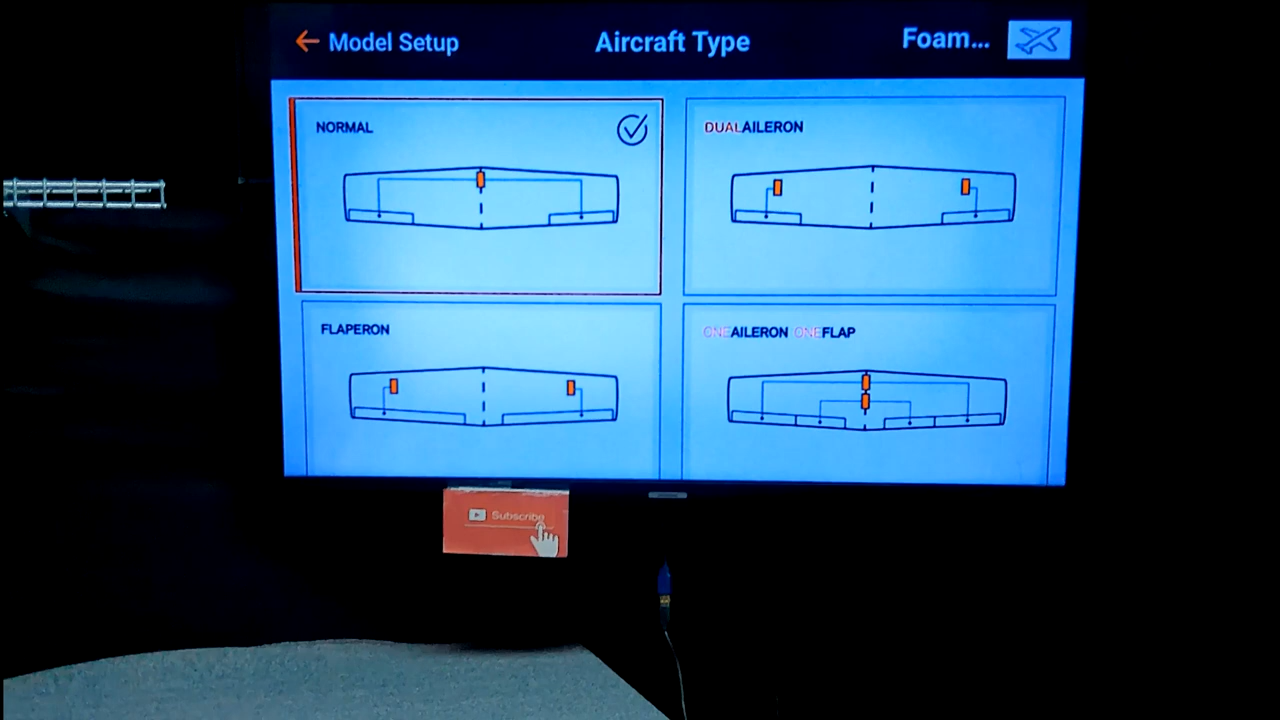 Model Setup
Aircraft Type
Foam...
NORMAL
DUALAILERON
FLAPERON
ONEAILERON ONEFLAP
Subscribe